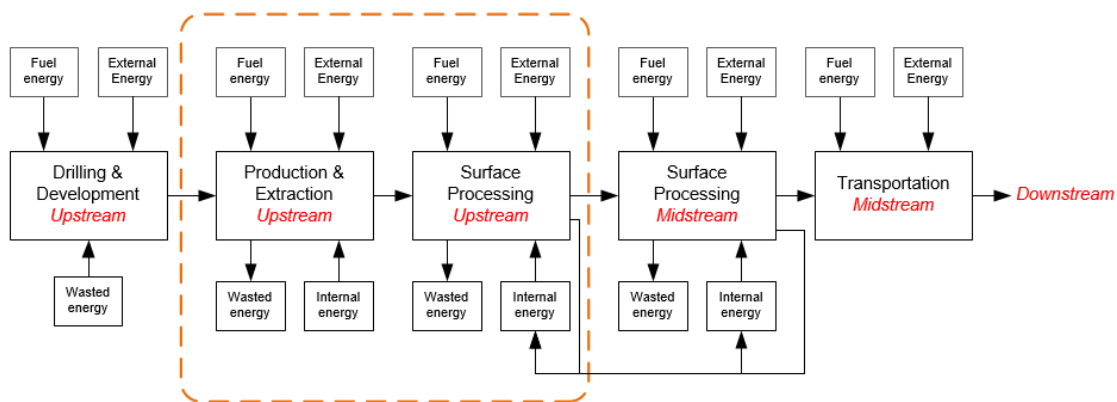 Fuel
energy
External
Energy
Fuel
energy
External
Energy
Fuel
energy
External
Energy
Fuel
energy
External
Energy
Fuel
energy
External
Energy
Drilling &
Development
Upstream
Production &
Extraction
Upstream
Surface
Processing
Upstream
Surface
Processing
Midstream
Transportation
Midstream
Downstream
Wasted
energy
Wasted
energy
Internal
energy
Wasted
energy
Internal
energy
Wasted
energy
Internal
energy